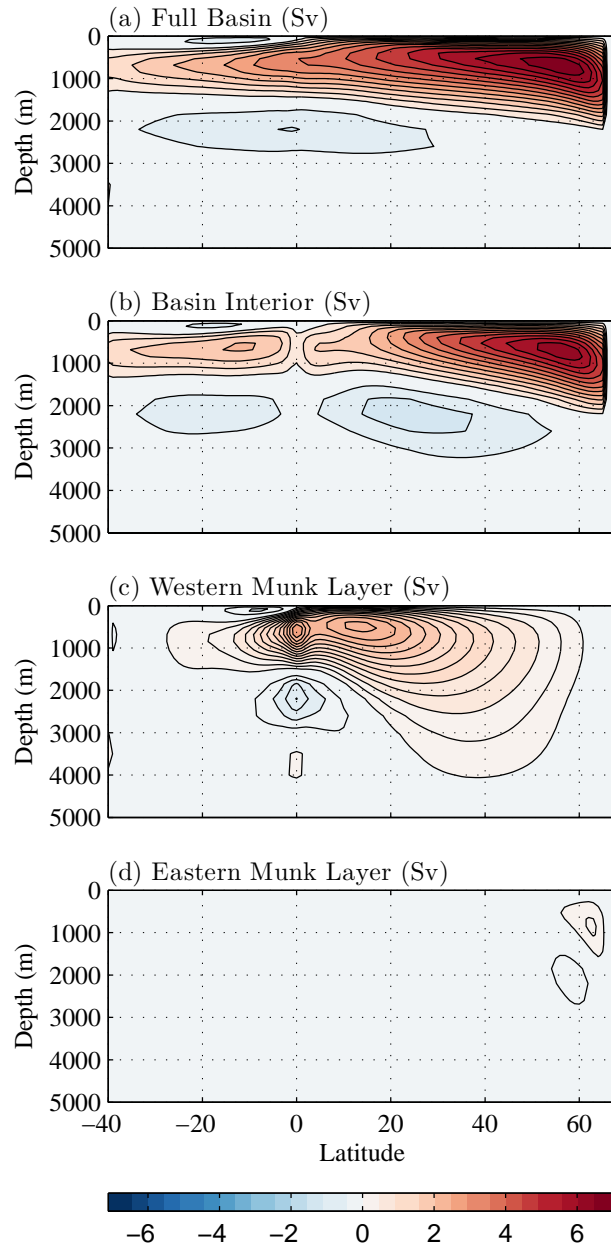 (a) Full Basin (Sv)
0
1000
2000
3000
4000
5000
Depth (m)
(b) Basin Interior (Sv)
0
1000
2000
3000
4000
5000
Depth (m)
(c) Western Munk Layer (Sv)
0
1000
2000
3000
4000
5000
Depth (m)
(d) Eastern Munk Layer (Sv)
0
1000
2000
3000
4000
5000
Depth (m)
−40 −20 0 20 40 60
Latitude
−6 −4 −2 0 2 4 6